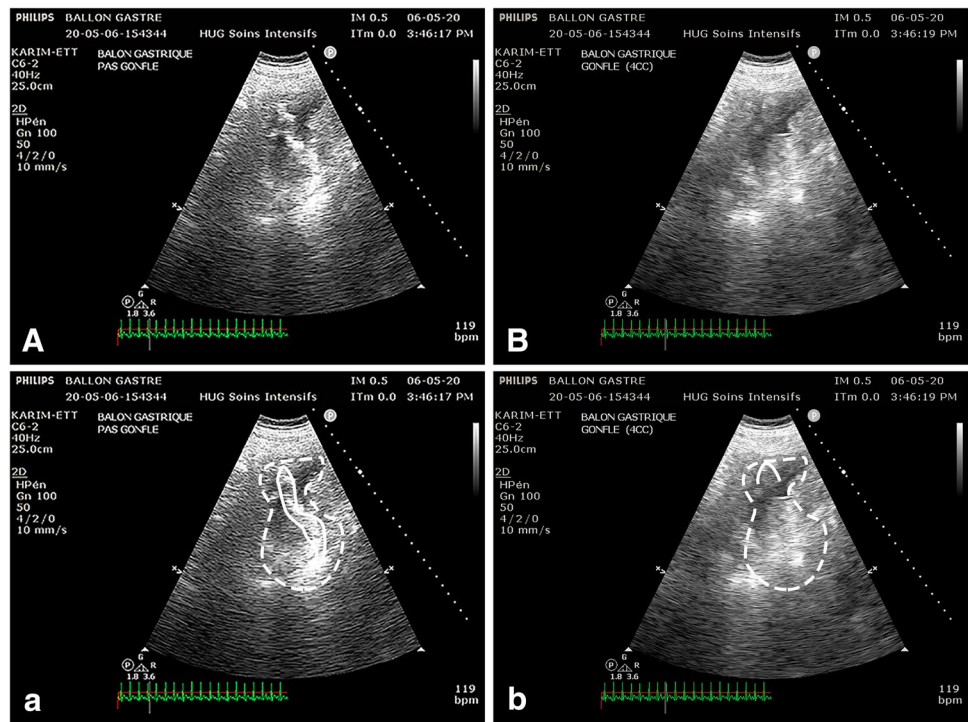 PHILIPS BALLON GASTRE IM 0.5 06-05-20
20-05-06-154344 HUG Soins Intensifs ITm 0.0 3:46:17 PM
KARIM-ETT BALON GASTRIQUE
C6-2 PAS GONFLE
40Hz
25.0cm
2D
HPén
Gn 100
50
4/2/0
10 mm/s
P
G
P R
1.8 3.6
119
bpm
A
PHILIPS BALLON GASTRE IM 0.5 06-05-20
20-05-06-154344 HUG Soins Intensifs ITm 0.0 3:46:19 PM
KARIM-ETT BALON GASTRIQUE
C6-2 GONFLE (4CC)
40Hz
25.0cm
2D
HPén
Gn 100
50
4/2/0
10 mm/s
P
G
P R
1.8 3.6
119
bpm
B
PHILIPS BALLON GASTRE IM 0.5 06-05-20
20-05-06-154344 HUG Soins Intensifs ITm 0.0 3:46:17 PM
KARIM-ETT BALON GASTRIQUE
C6-2 PAS GONFLE
40Hz
25.0cm
2D
HPén
Gn 100
50
4/2/0
10 mm/s
P
G
P R
1.8 3.6
119
bpm
a
PHILIPS BALLON GASTRE IM 0.5 06-05-20
20-05-06-154344 HUG Soins Intensifs ITm 0.0 3:46:19 PM
KARIM-ETT BALON GASTRIQUE
C6-2 GONFLE (4CC)
40Hz
25.0cm
2D
HPén
Gn 100
50
4/2/0
10 mm/s
P
G
P R
1.8 3.6
119
bpm
b